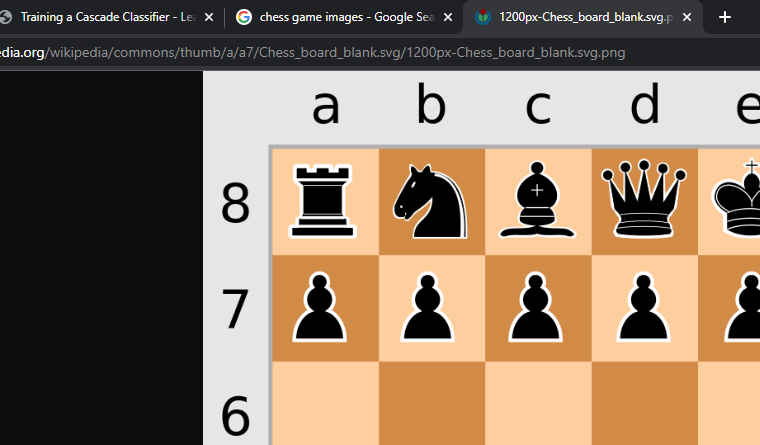 Training a Cascade Classifier - Le
chess game images - Google Sea
1200px-Chess_board_blank.svg.p
edia.org/wikipedia/commons/thumb/a/a7/Chess_board_blank.svg/1200px-Chess_board_blank.svg.png
a b c d e
8
7
6